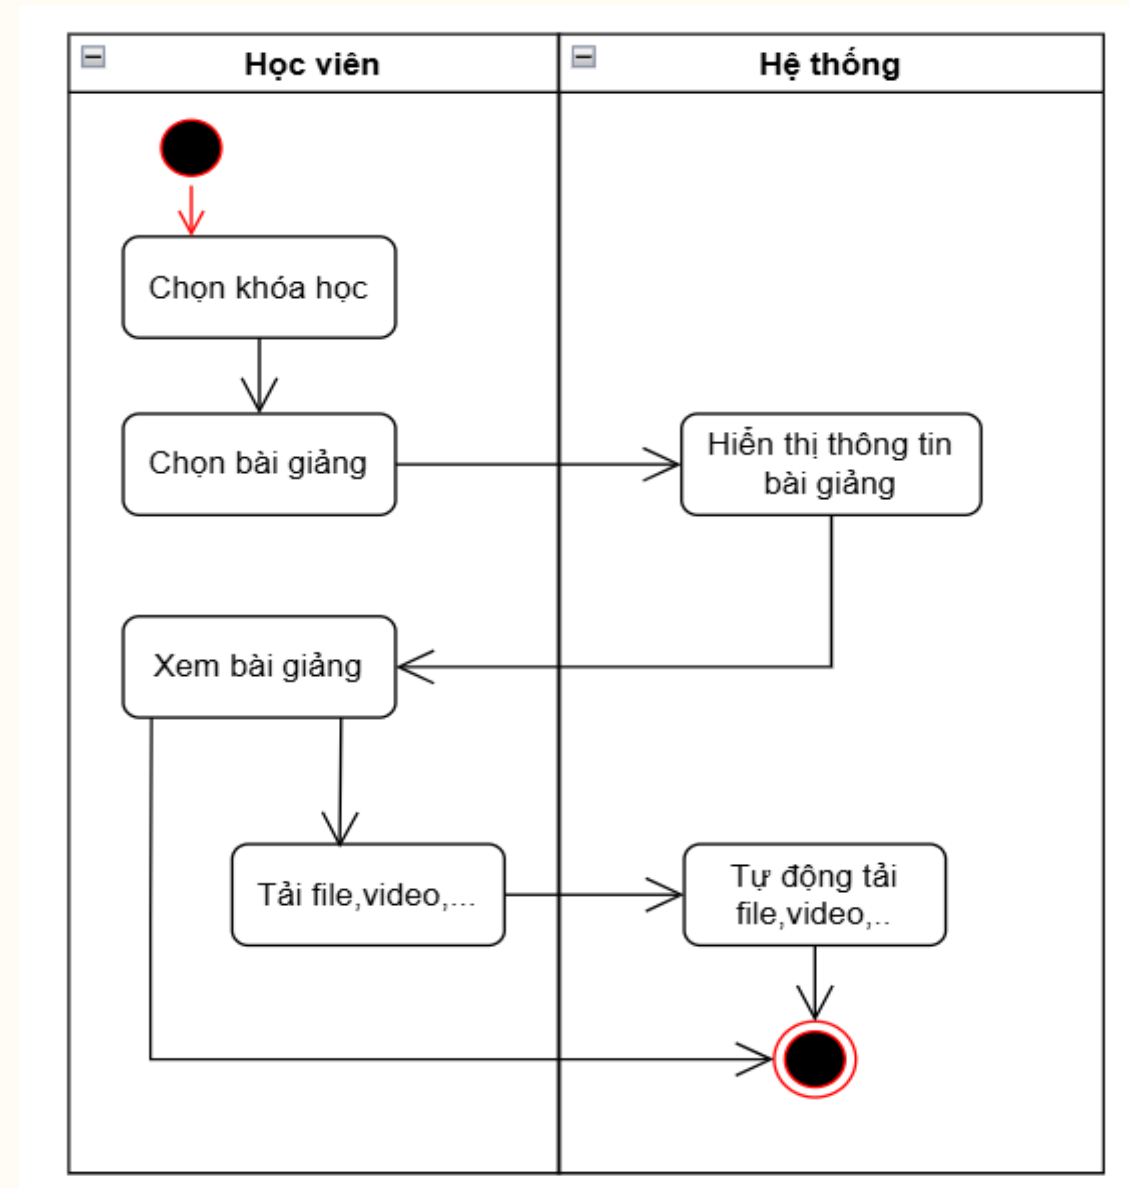 Học viên
Hệ thống
Chọn khóa học
Chọn bài giảng
Hiển thị thông tin
bài giảng
Xem bài giảng
Tải file,video,...
Tự động tải
file,video,..